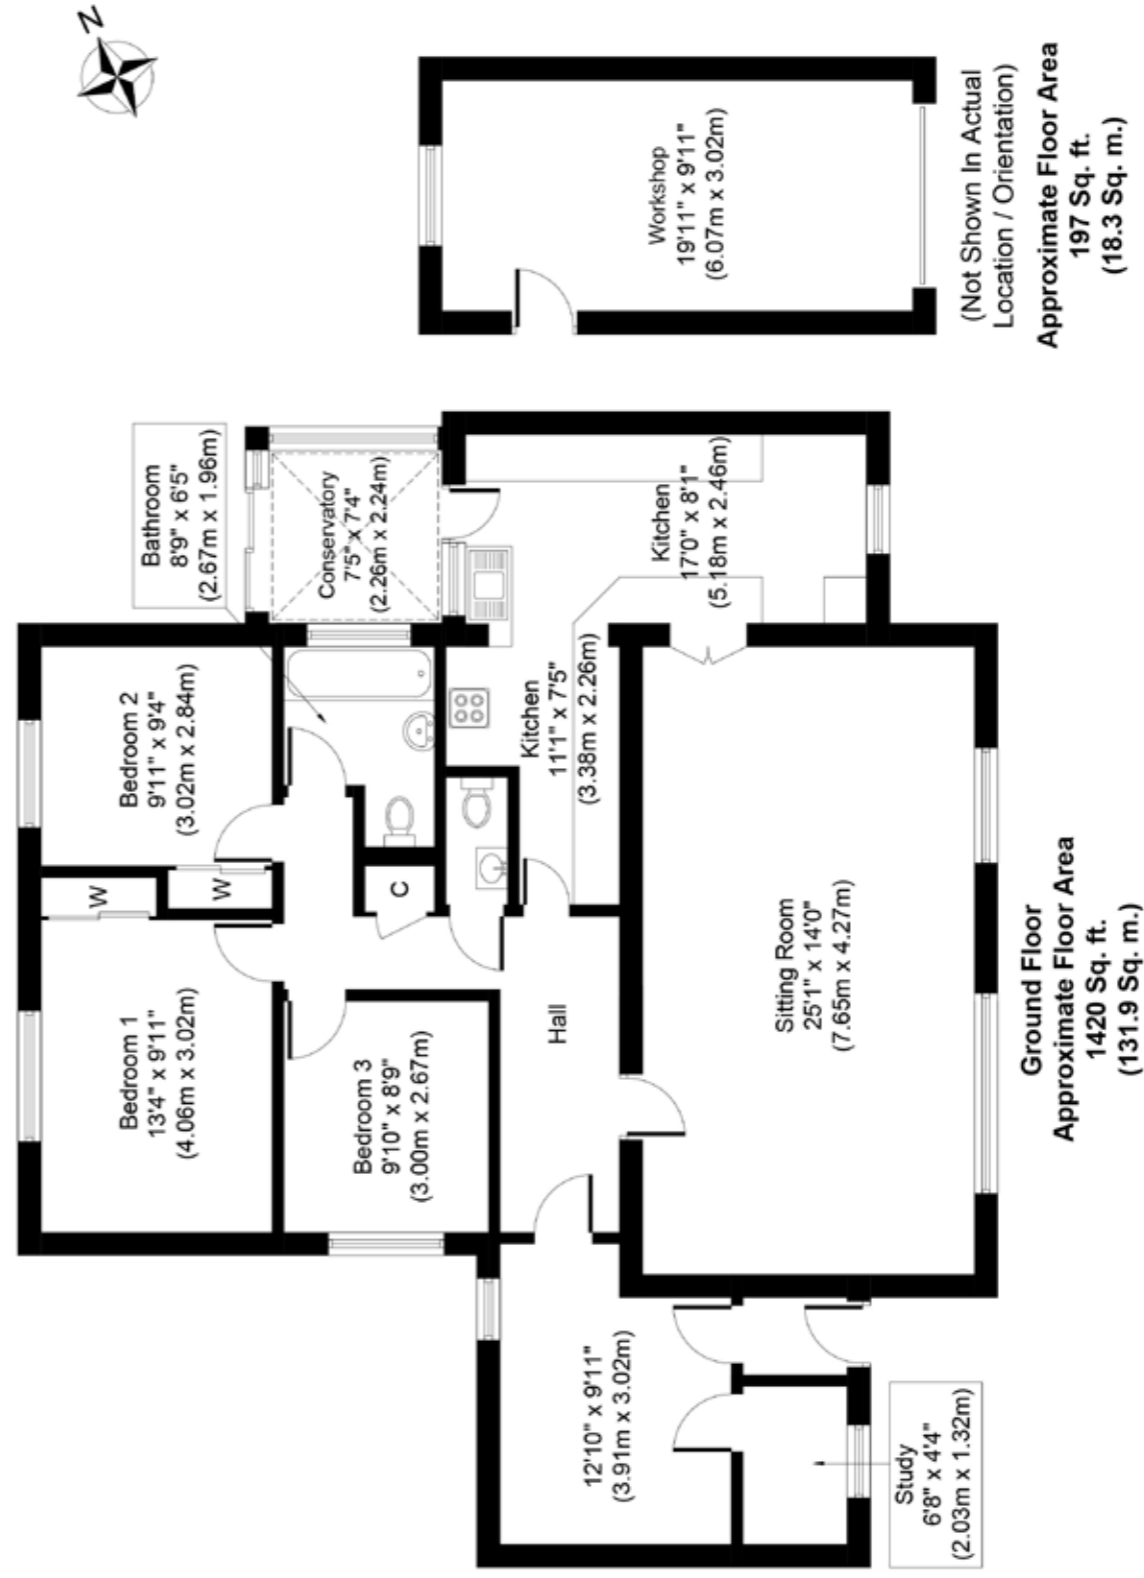 N
Bathroom
8'9" x 6'5"
(2.67m x 1.96m)
Conservatory
7'5" x 7'4"
(2.26m x 2.24m)
Kitchen
17'0" x 8'1"
(5.18m x 2.46m)
Kitchen
11'1" x 7'5"
(3.38m x 2.26m)
Bedroom 2
9'11" x 9'4"
(3.02m x 2.84m)
W
W
C
Bedroom 1
13'4" x 9'11"
(4.06m x 3.02m)
Bedroom 3
9'10" x 8'9"
(3.00m x 2.67m)
Hall
Sitting Room
25'1" x 14'0"
(7.65m x 4.27m)
12'10" x 9'11"
(3.91m x 3.02m)
Study
6'8" x 4'4"
(2.03m x 1.32m)
Ground Floor
Approximate Floor Area
1420 Sq. ft.
(131.9 Sq. m.)
Workshop
19'11" x 9'11"
(6.07m x 3.02m)
(Not Shown In Actual
Location / Orientation)
Approximate Floor Area
197 Sq. ft.
(18.3 Sq. m.)